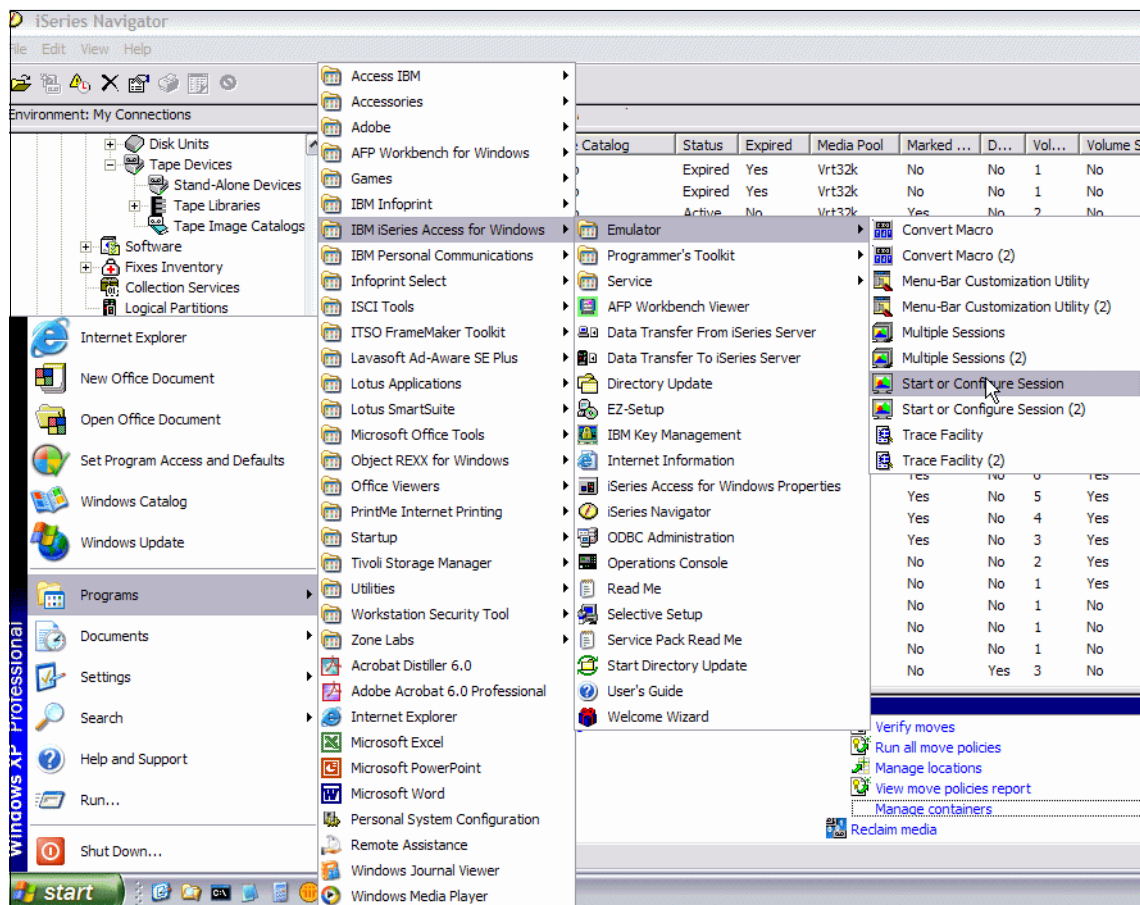 iSeries Navigator
File Edit View Help
Environment: My Connections
Disk Units
Tape Devices
Stand-Alone Devices
Tape Libraries
Tape Image Catalogs
Software
Fixes Inventory
Collection Services
Logical Partitions
Catalog Status Expired Media Pool Marked ... D... Vol... Volume S
Expired Yes Vrt32k No No 1 No
Expired Yes Vrt32k No No 1 No
Active No Vrt32k Yes No 2 No
Internet Explorer
New Office Document
Open Office Document
Set Program Access and Defaults
Windows Catalog
Windows Update
Programs
Documents
Settings
Search
Help and Support
Run...
Shut Down...
Windows XP Professional
start
Access IBM
Accessories
Adobe
AFP Workbench for Windows
Games
IBM Infoprint
IBM iSeries Access for Windows
IBM Personal Communications
Infoprint Select
ISCI Tools
ITSO FrameMaker Toolkit
Lavasoft Ad-Aware SE Plus
Lotus Applications
Lotus SmartSuite
Microsoft Office Tools
Object REXX for Windows
Office Viewers
PrintMe Internet Printing
Startup
Tivoli Storage Manager
Utilities
Workstation Security Tool
Zone Labs
Acrobat Distiller 6.0
Adobe Acrobat 6.0 Professional
Internet Explorer
Microsoft Excel
Microsoft PowerPoint
Microsoft Word
Personal System Configuration
Remote Assistance
Windows Journal Viewer
Windows Media Player
Emulator
Programmer's Toolkit
Service
AFP Workbench Viewer
Data Transfer From iSeries Server
Data Transfer To iSeries Server
Directory Update
EZ-Setup
IBM Key Management
Internet Information
iSeries Access for Windows Properties
iSeries Navigator
ODBC Administration
Operations Console
Read Me
Selective Setup
Service Pack Read Me
Start Directory Update
User's Guide
Welcome Wizard
Convert Macro
Convert Macro (2)
Menu-Bar Customization Utility
Menu-Bar Customization Utility (2)
Multiple Sessions
Multiple Sessions (2)
Start or Configure Session
Start or Configure Session (2)
Trace Facility
Trace Facility (2)
Yes No 6 Yes
Yes No 5 Yes
Yes No 4 Yes
Yes No 3 Yes
No No 2 Yes
No No 1 Yes
No No 1 No
No No 1 No
No No 1 No
No Yes 3 No
Verify moves
Run all move policies
Manage locations
View move policies report
Manage containers
Reclaim media